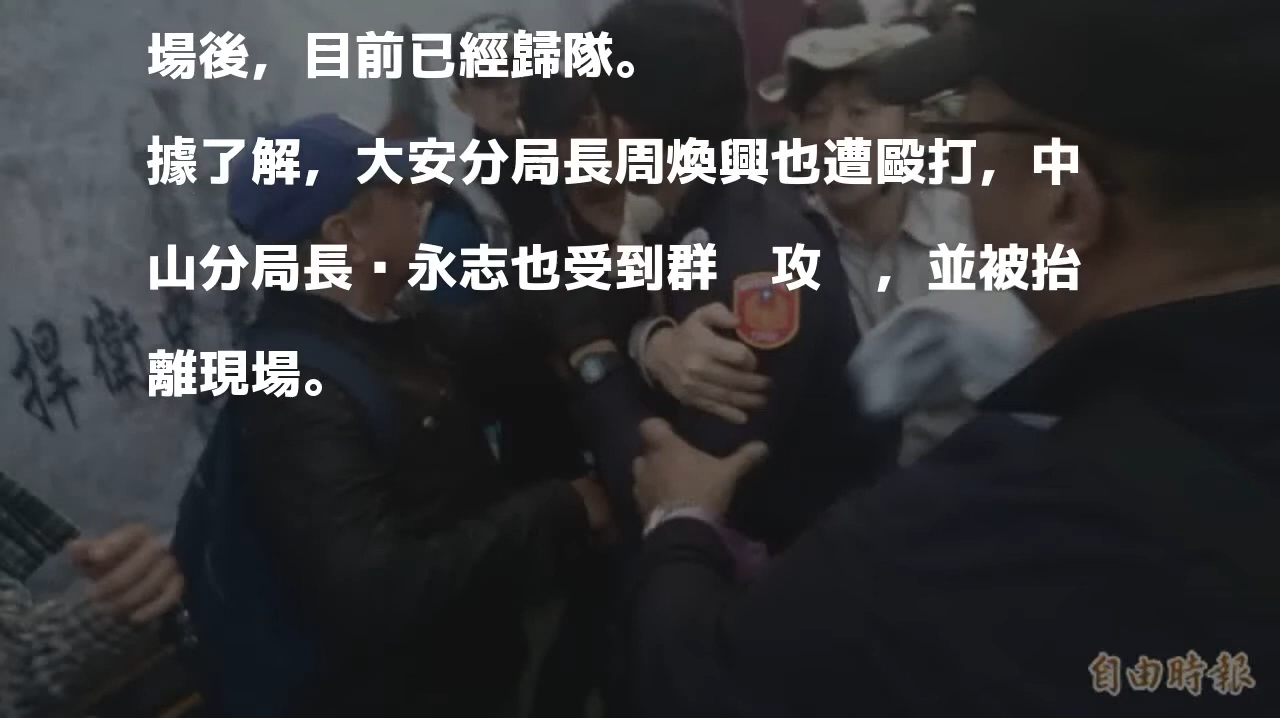 場後，目前已經歸隊。
據了解，大安分局長周煥興也遭毆打，中
山分局長．永志也受到群　攻　，並被抬
離現場。
捍衛
自由時報